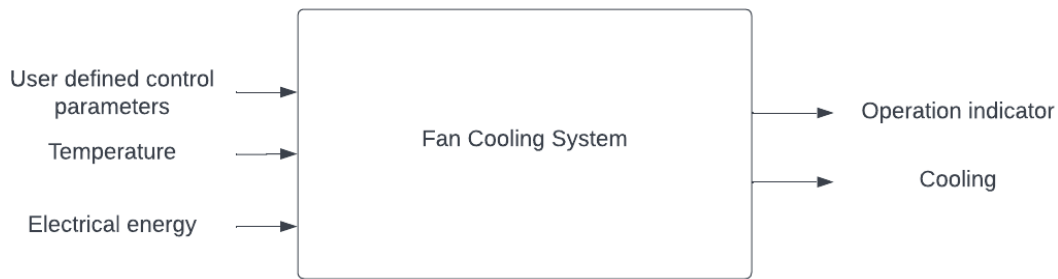 User defined control
parameters
Temperature
Electrical energy
Fan Cooling System
Operation indicator
Cooling